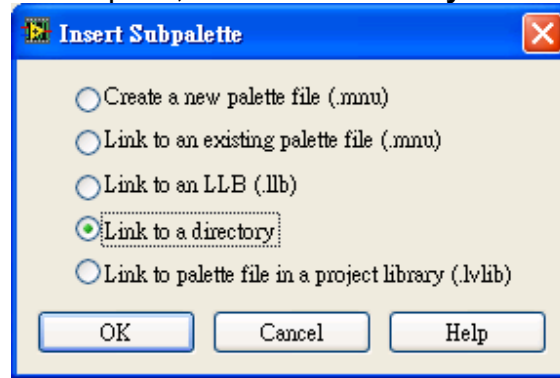 Insert Subpalette
Create a new palette file (.mnu)
Link to an existing palette file (.mnu)
Link to an LLB (.llb)
Link to a directory
Link to palette file in a project library (.lvlib)
OK Cancel Help